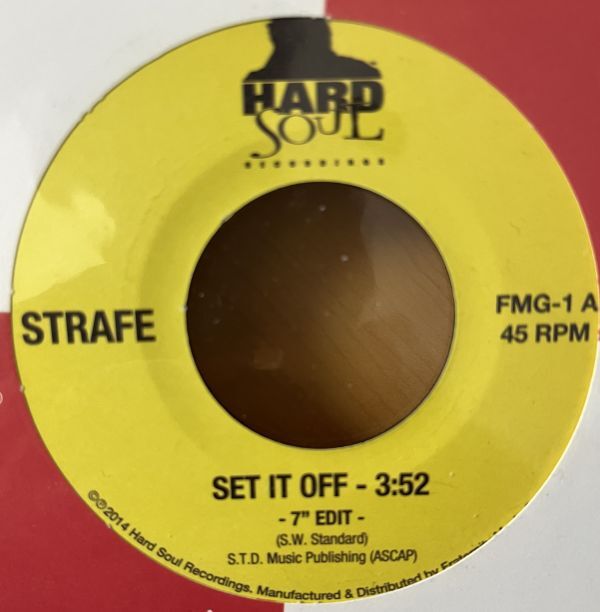 HARD
SOUL
RECORDINGS
STRAFE
FMG-1 A
45 RPM
SET IT OFF - 3:52
- 7" EDIT -
(S.W. Standard)
S.T.D. Music Publishing (ASCAP)
©℗2014 Hard Soul Recordings. Manufactured & Distributed by